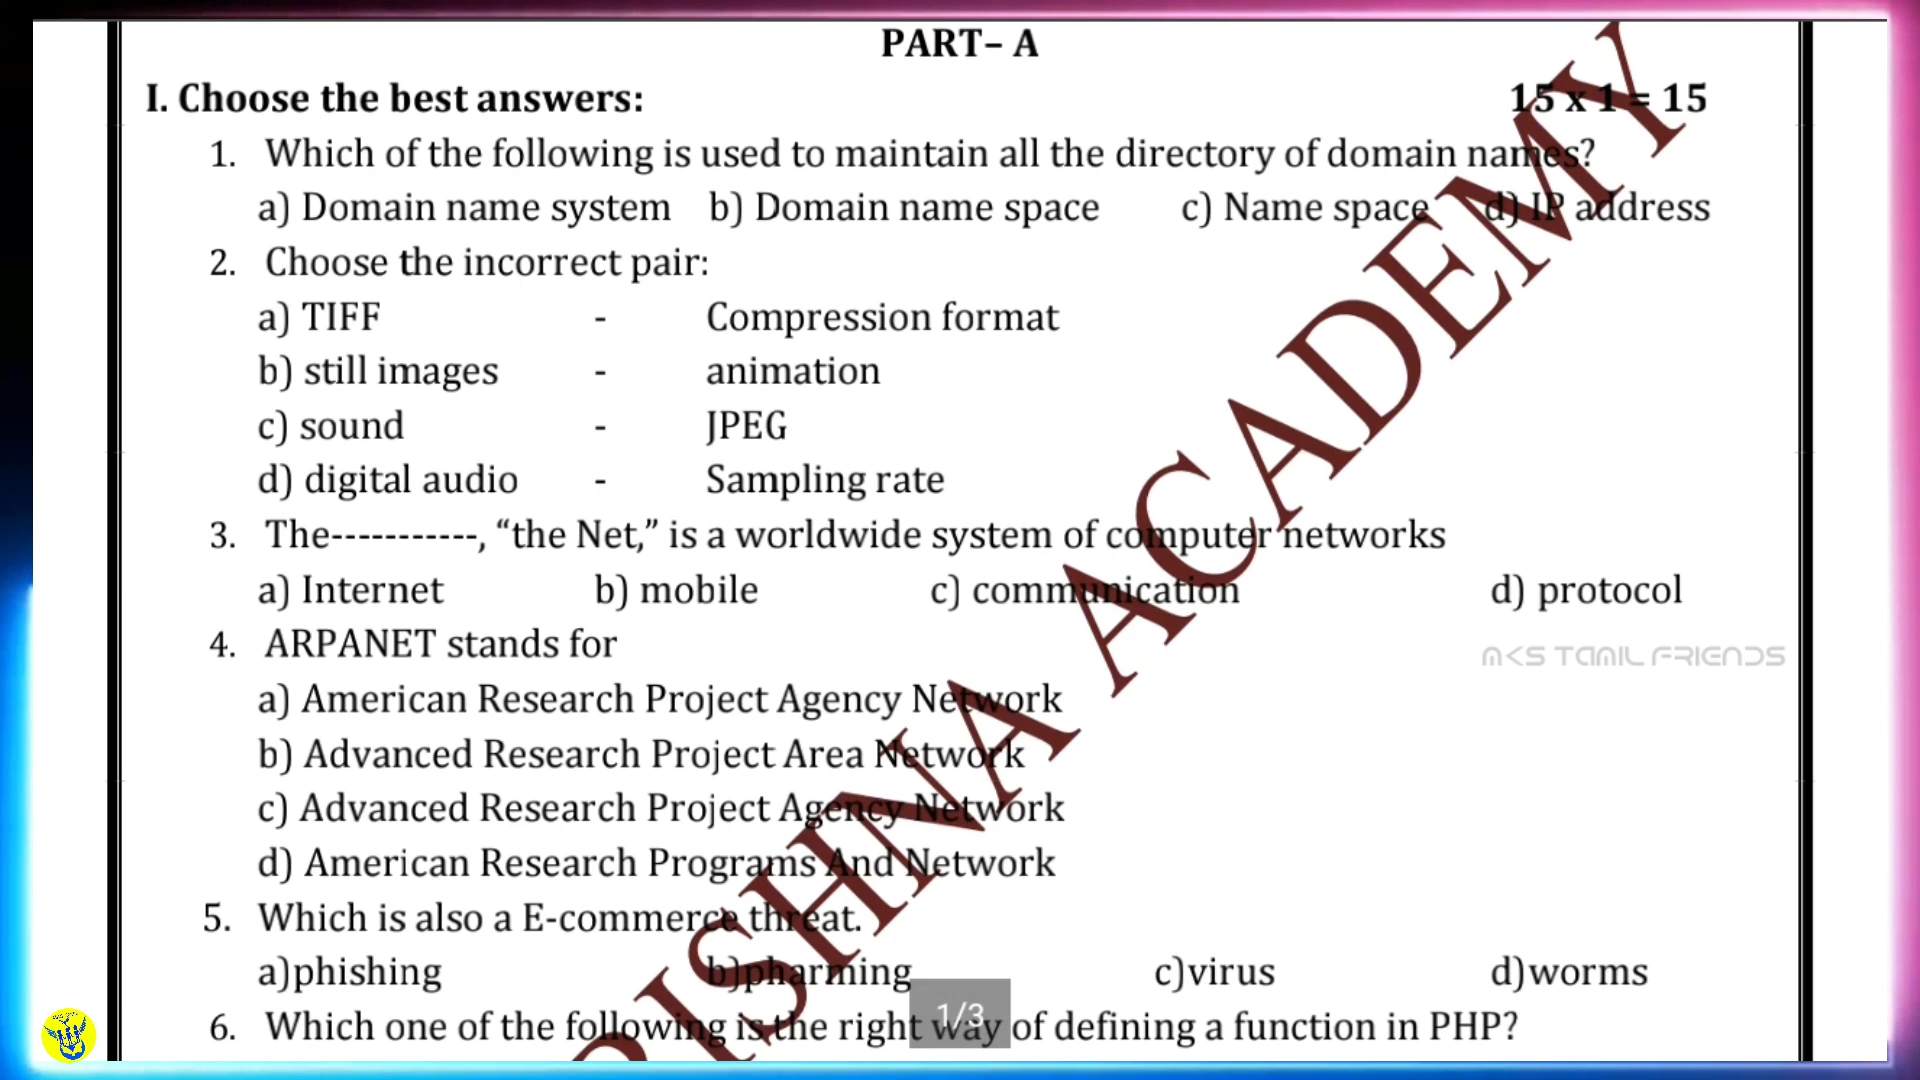 PART– A
I. Choose the best answers: 15 x 1 = 15
1. Which of the following is used to maintain all the directory of domain names?
a) Domain name system b) Domain name space c) Name space d) IP address
2. Choose the incorrect pair:
a) TIFF - Compression format
b) still images - animation
c) sound - JPEG
d) digital audio - Sampling rate
3. The-----------, “the Net,” is a worldwide system of computer networks
a) Internet b) mobile c) communication d) protocol
4. ARPANET stands for
MKS TAMIL FRIENDS
a) American Research Project Agency Network
b) Advanced Research Project Area Network
c) Advanced Research Project Agency Network
d) American Research Programs And Network
5. Which is also a E-commerce threat.
a)phishing b)pharming c)virus d)worms
6. Which one of the following is the right way of defining a function in PHP?
1/3
RISHNA ACADEMY